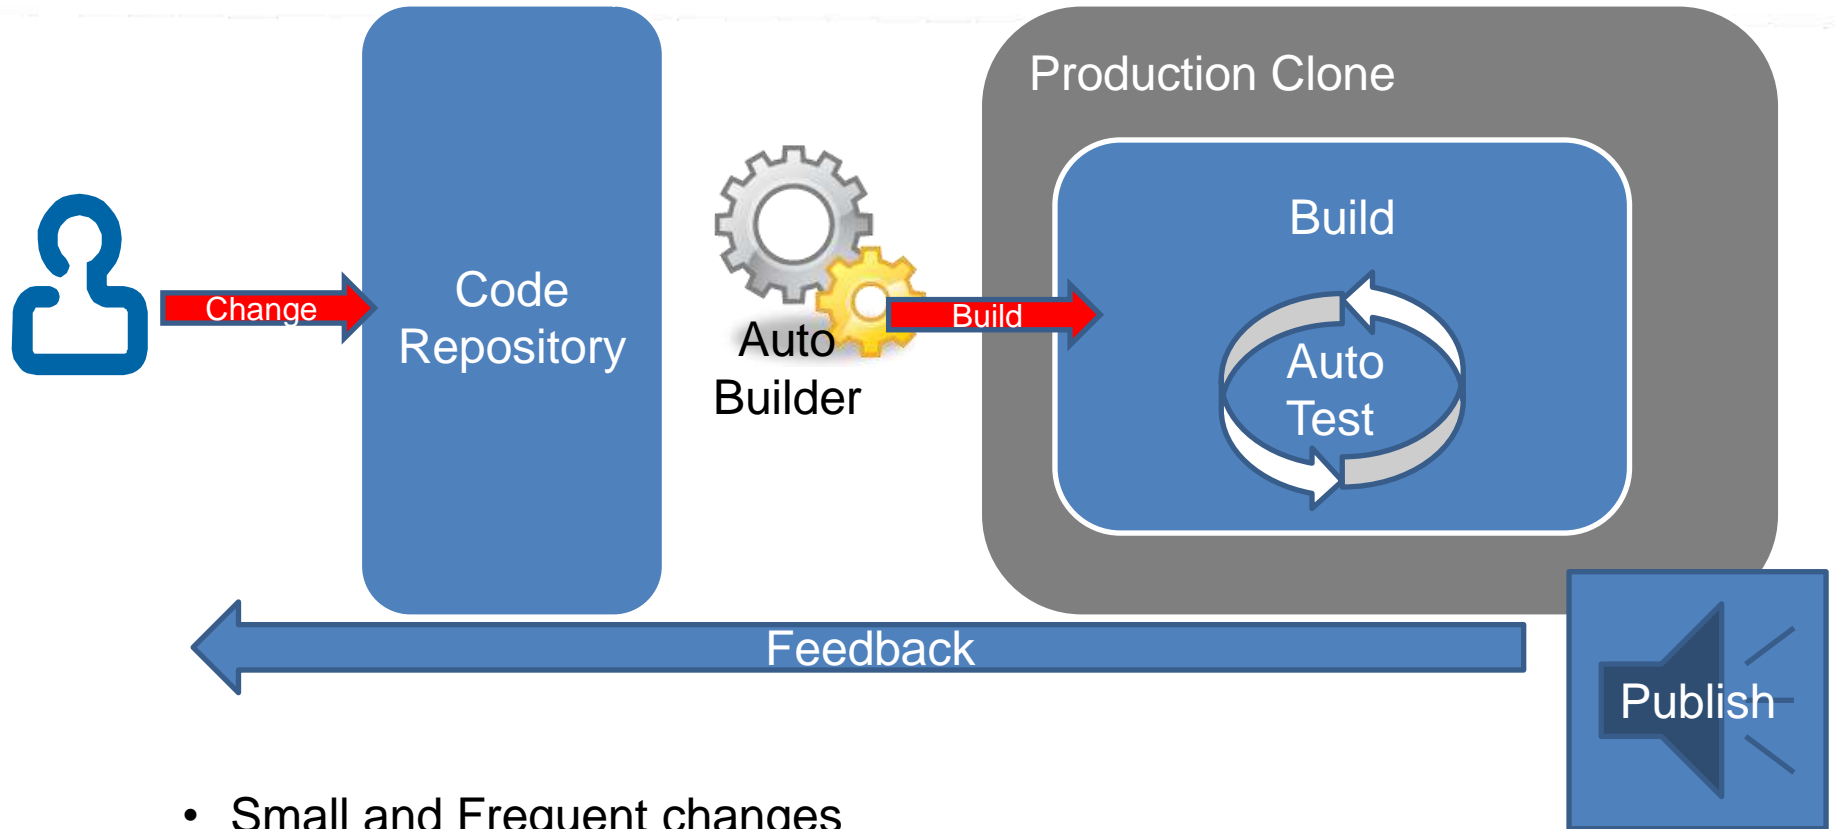 Production Clone
Build
Change
Code
Repository
Auto
Builder
Build
Auto
Test
Feedback
Publish
• Small and Frequent changes